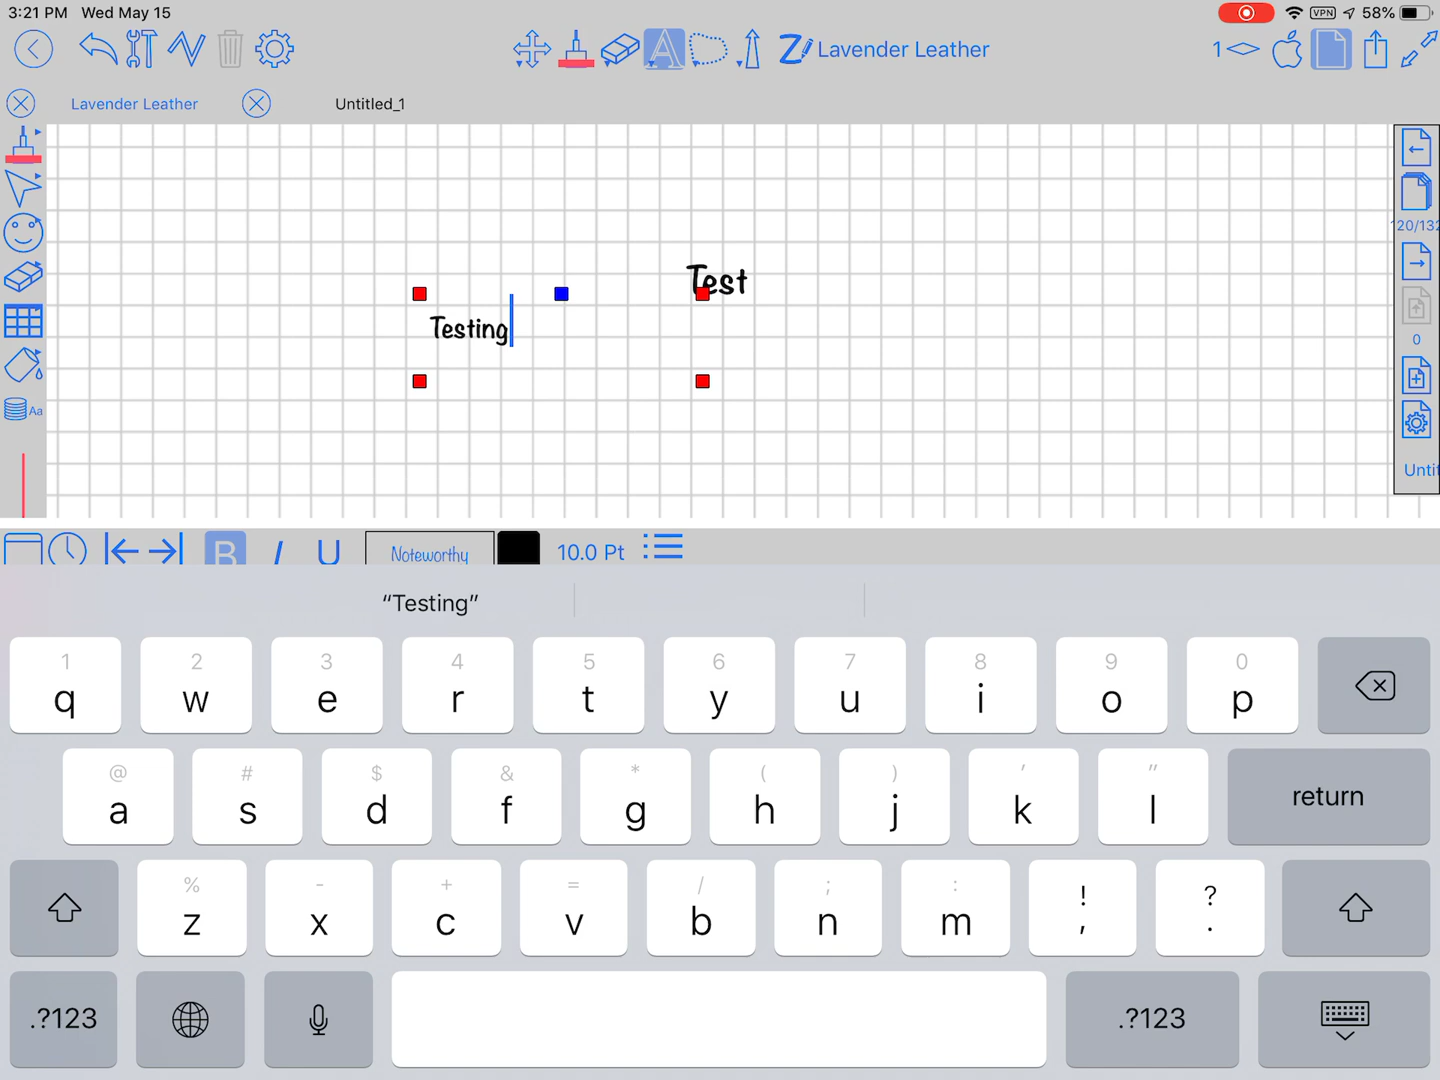 3:21 PM Wed May 15
VPN 58%
Lavender Leather
1
Lavender Leather
Untitled_1
120/132
Test
Testing
Aa
0
Unti
B I U Noteworthy 10.0 Pt
“Testing”
1 2 3 4 5 6 7 8 9 0
q w e r t y u i o p
@ # $ & * ( ) ' "
a s d f g h j k l return
% - + = / ; : ! ?
z x c v b n m , .
.?123 .?123